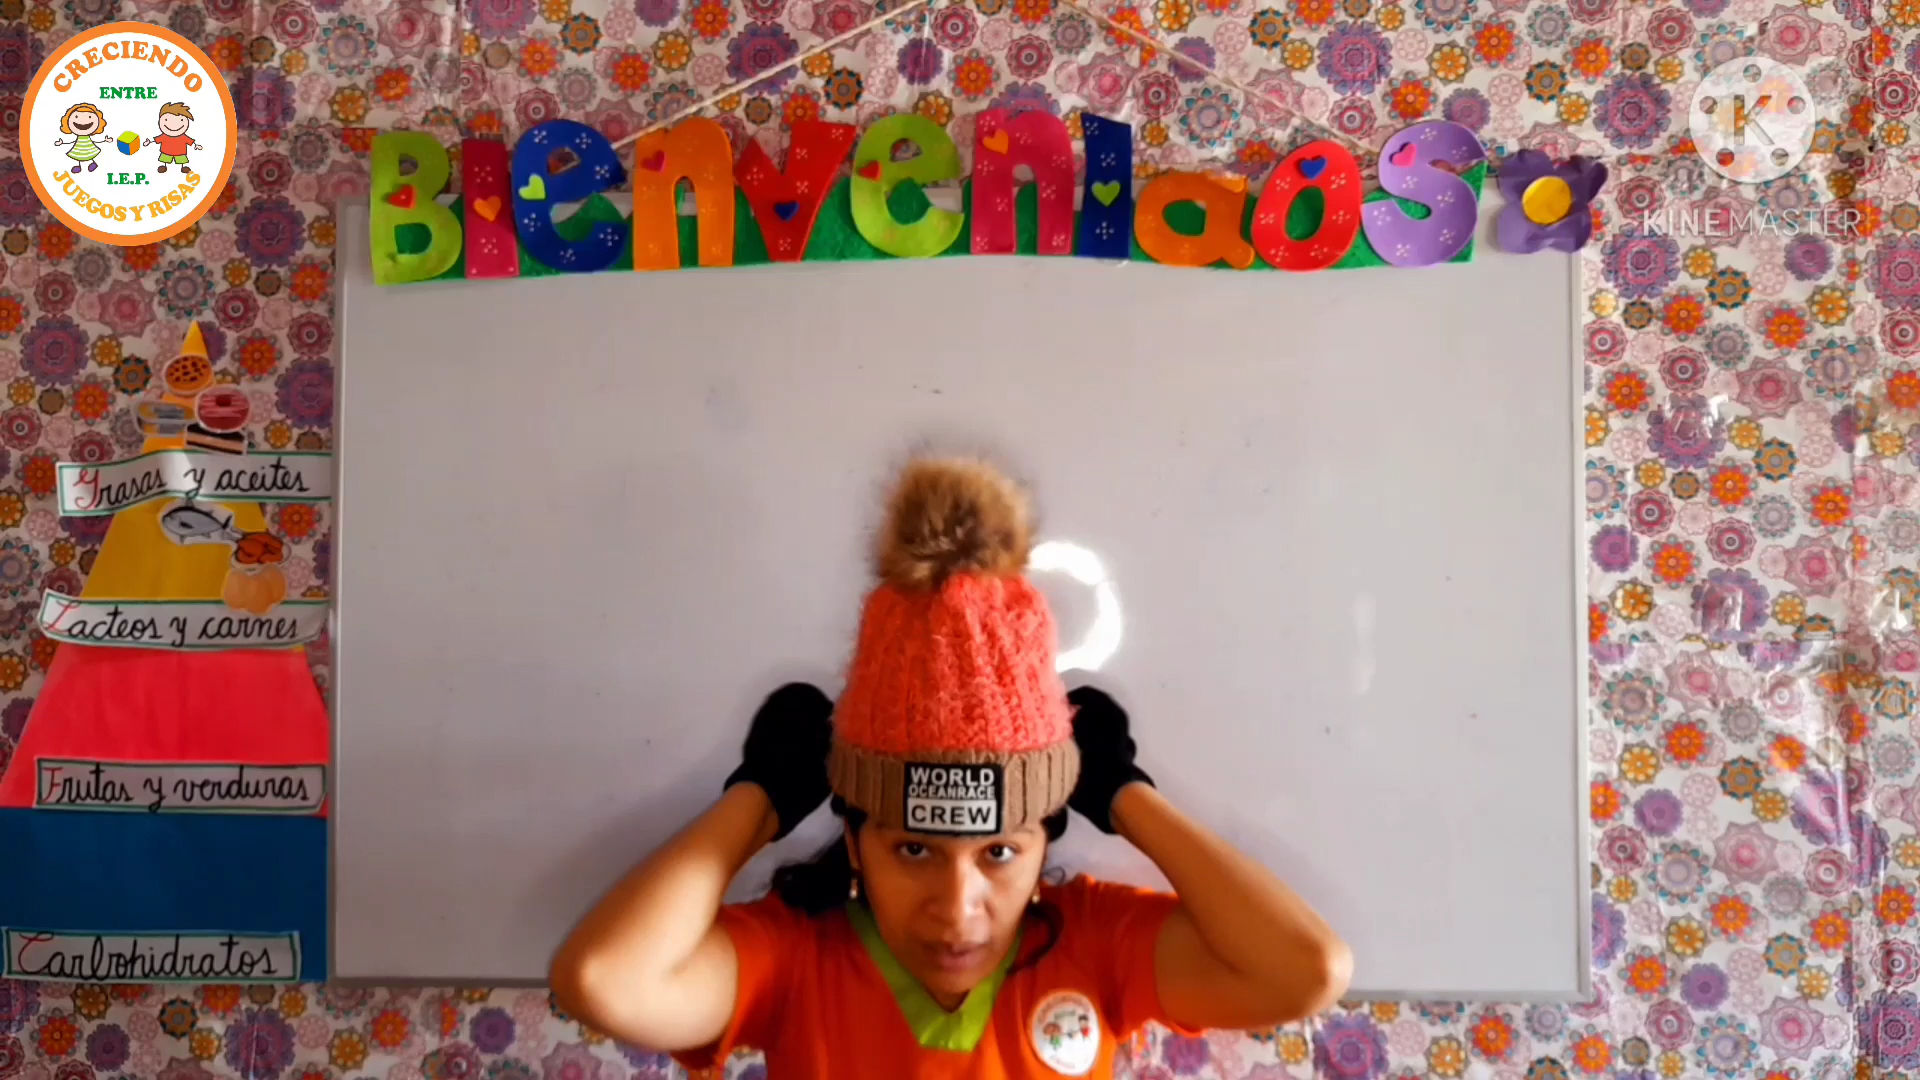 CRECIENDO
ENTRE
I.E.P.
JUEGOS Y RISAS
BIenvenIdos
K
KINEMASTER
Grasas y aceites
Lacteos y carnes
Frutas y verduras
Carbohidratos
WORLD
OCEANRACE
CREW